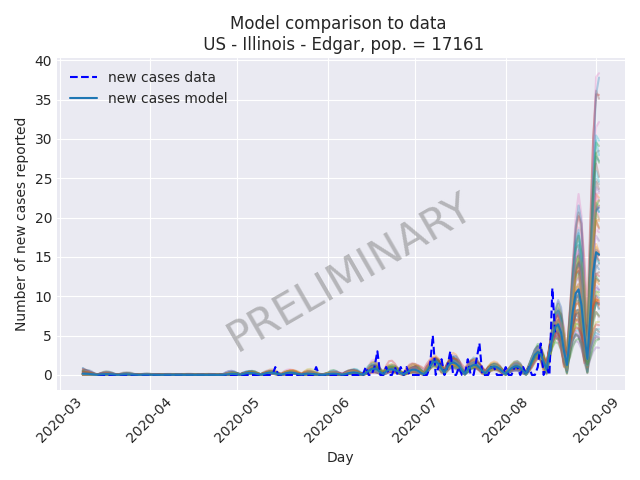 Model comparison to data
US - Illinois - Edgar, pop. = 17161
new cases data
new cases model
PRELIMINARY
Number of new cases reported
40
35
30
25
20
15
10
5
0
2020-03
2020-04
2020-05
2020-06
2020-07
2020-08
2020-09
Day